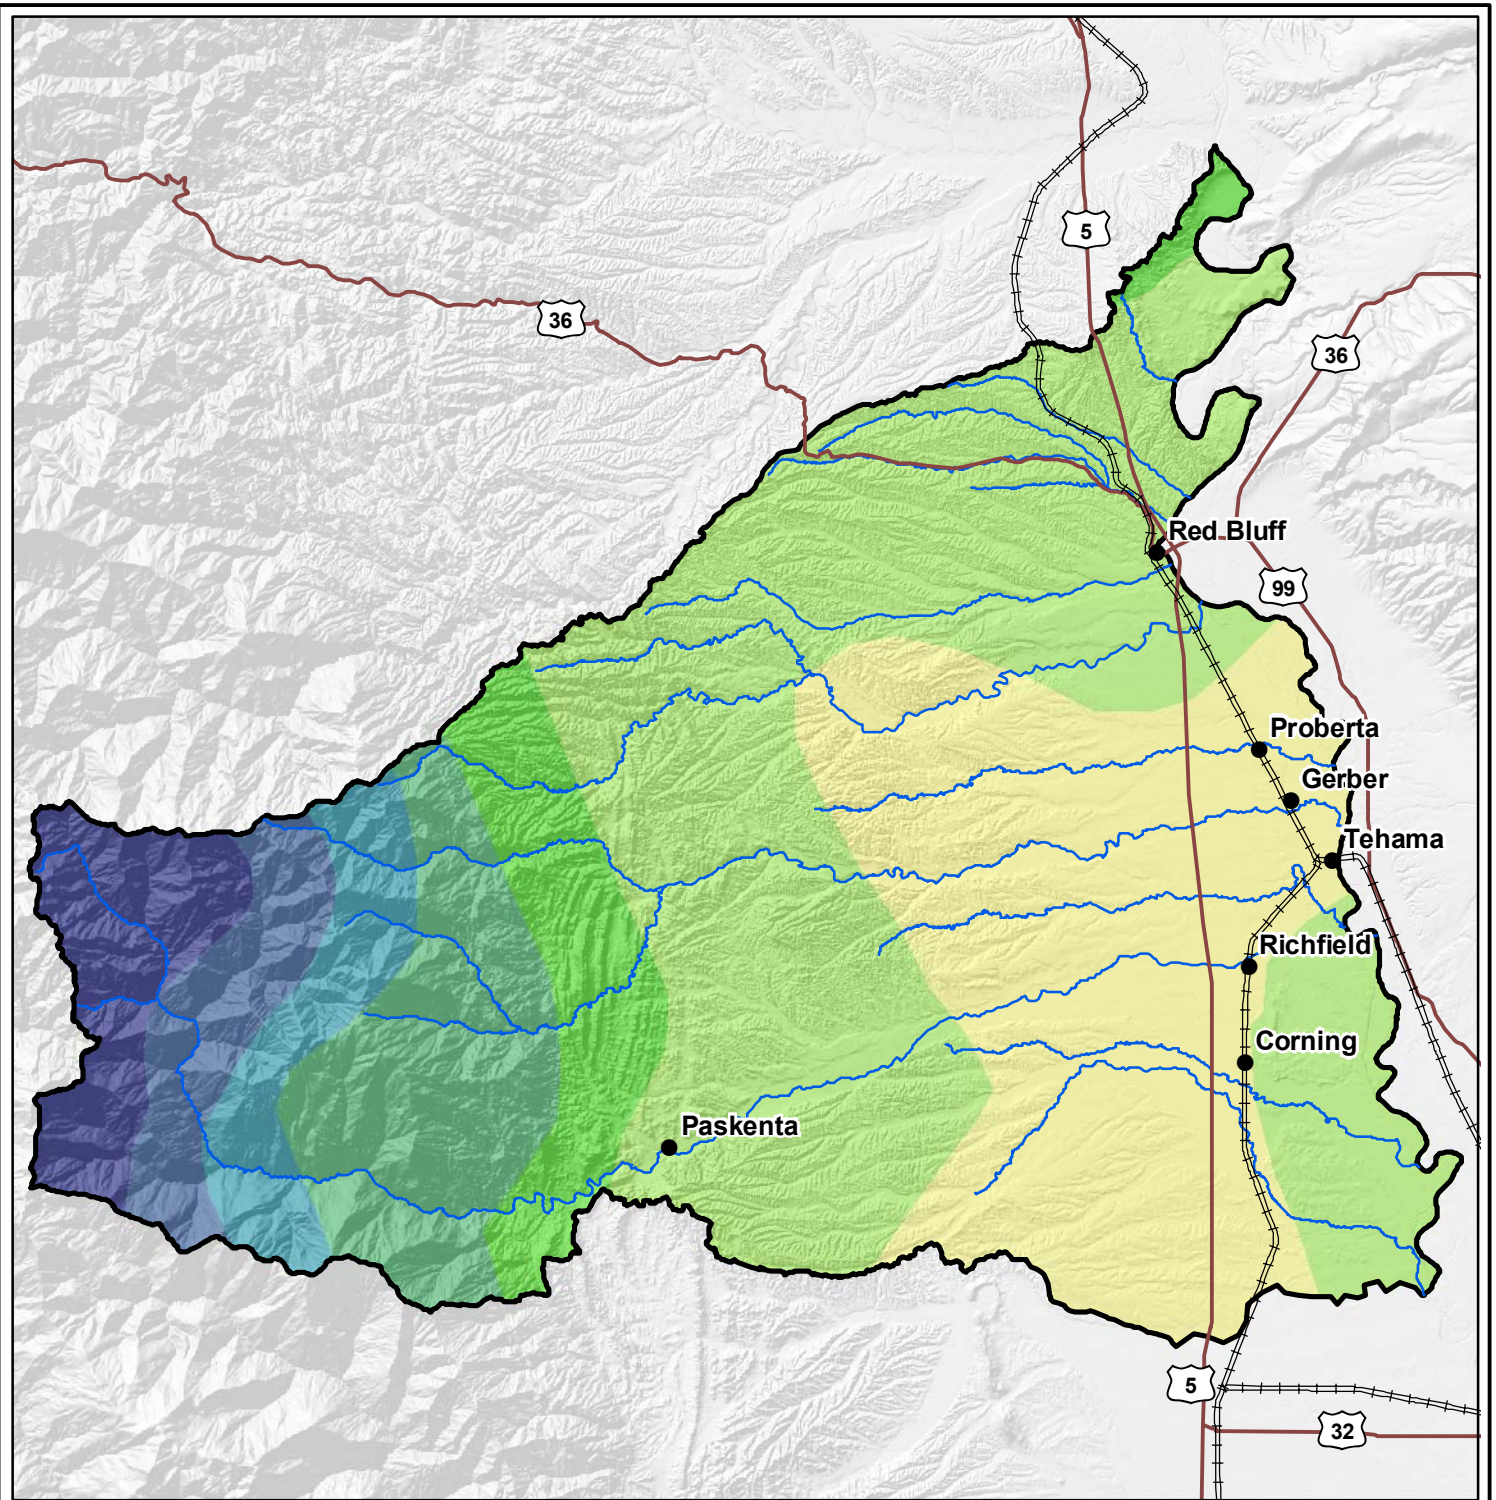 5
36
36
Red Bluff
99
Proberta
Gerber
Tehama
Richfield
Corning
Paskenta
5
32